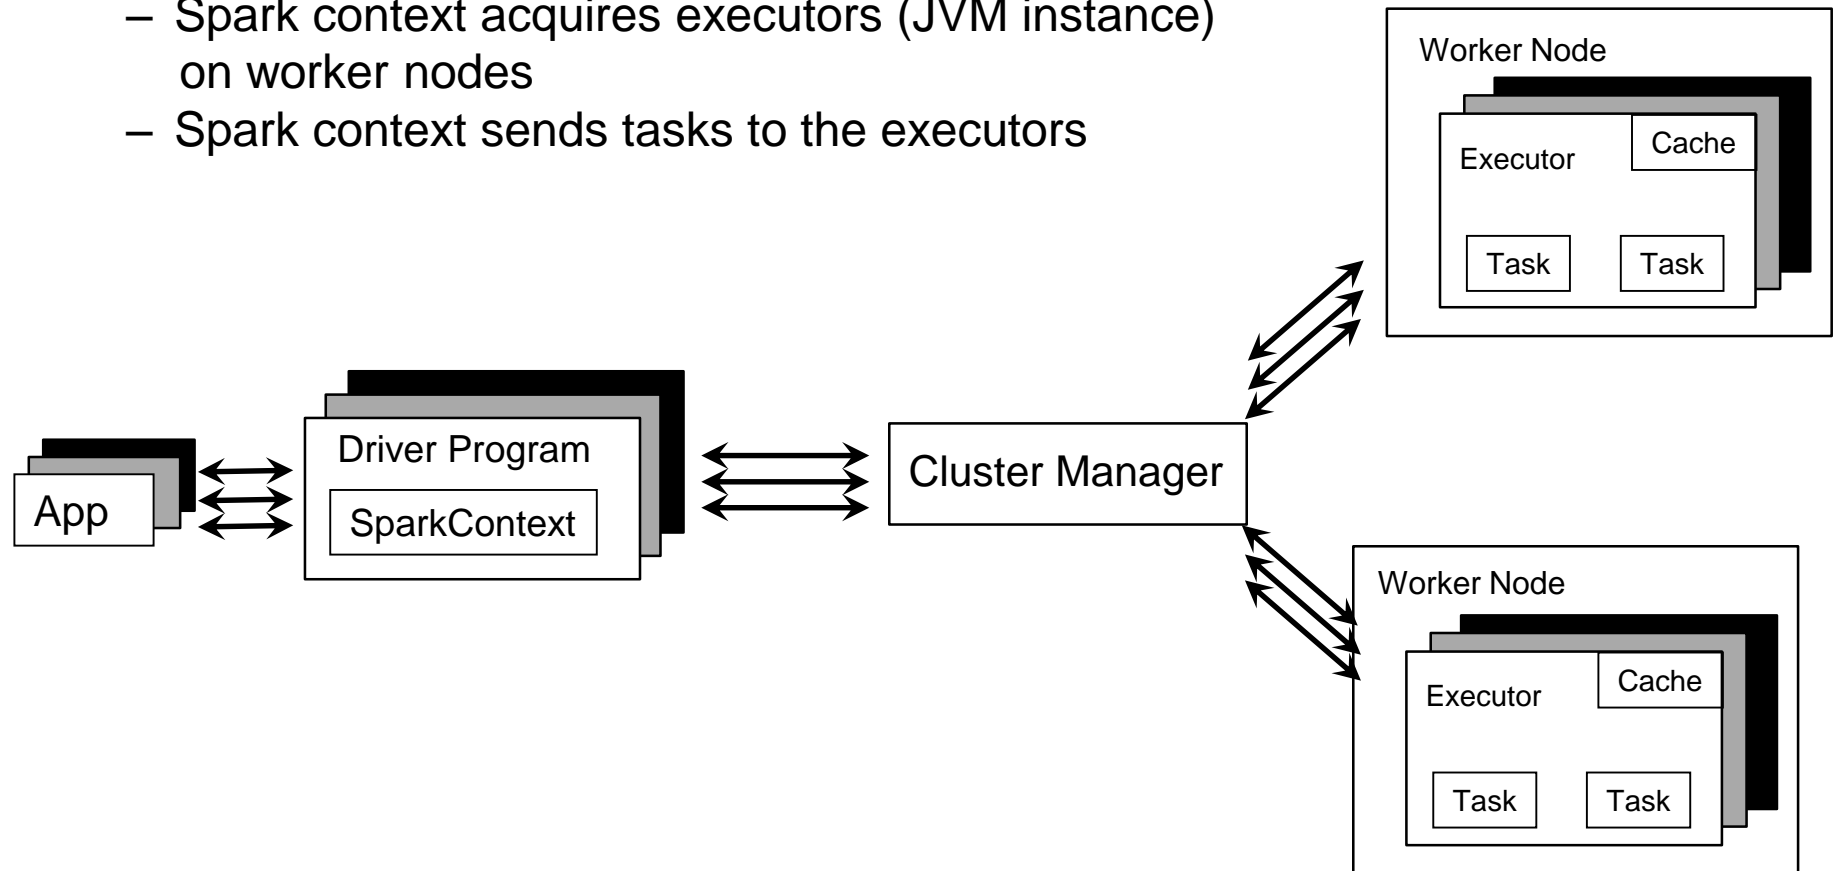 – Spark context acquires executors (JVM instance)
on worker nodes
– Spark context sends tasks to the executors
Worker Node
Cache
Executor
Task Task
Driver Program
SparkContext
App
Cluster Manager
Worker Node
Cache
Executor
Task Task